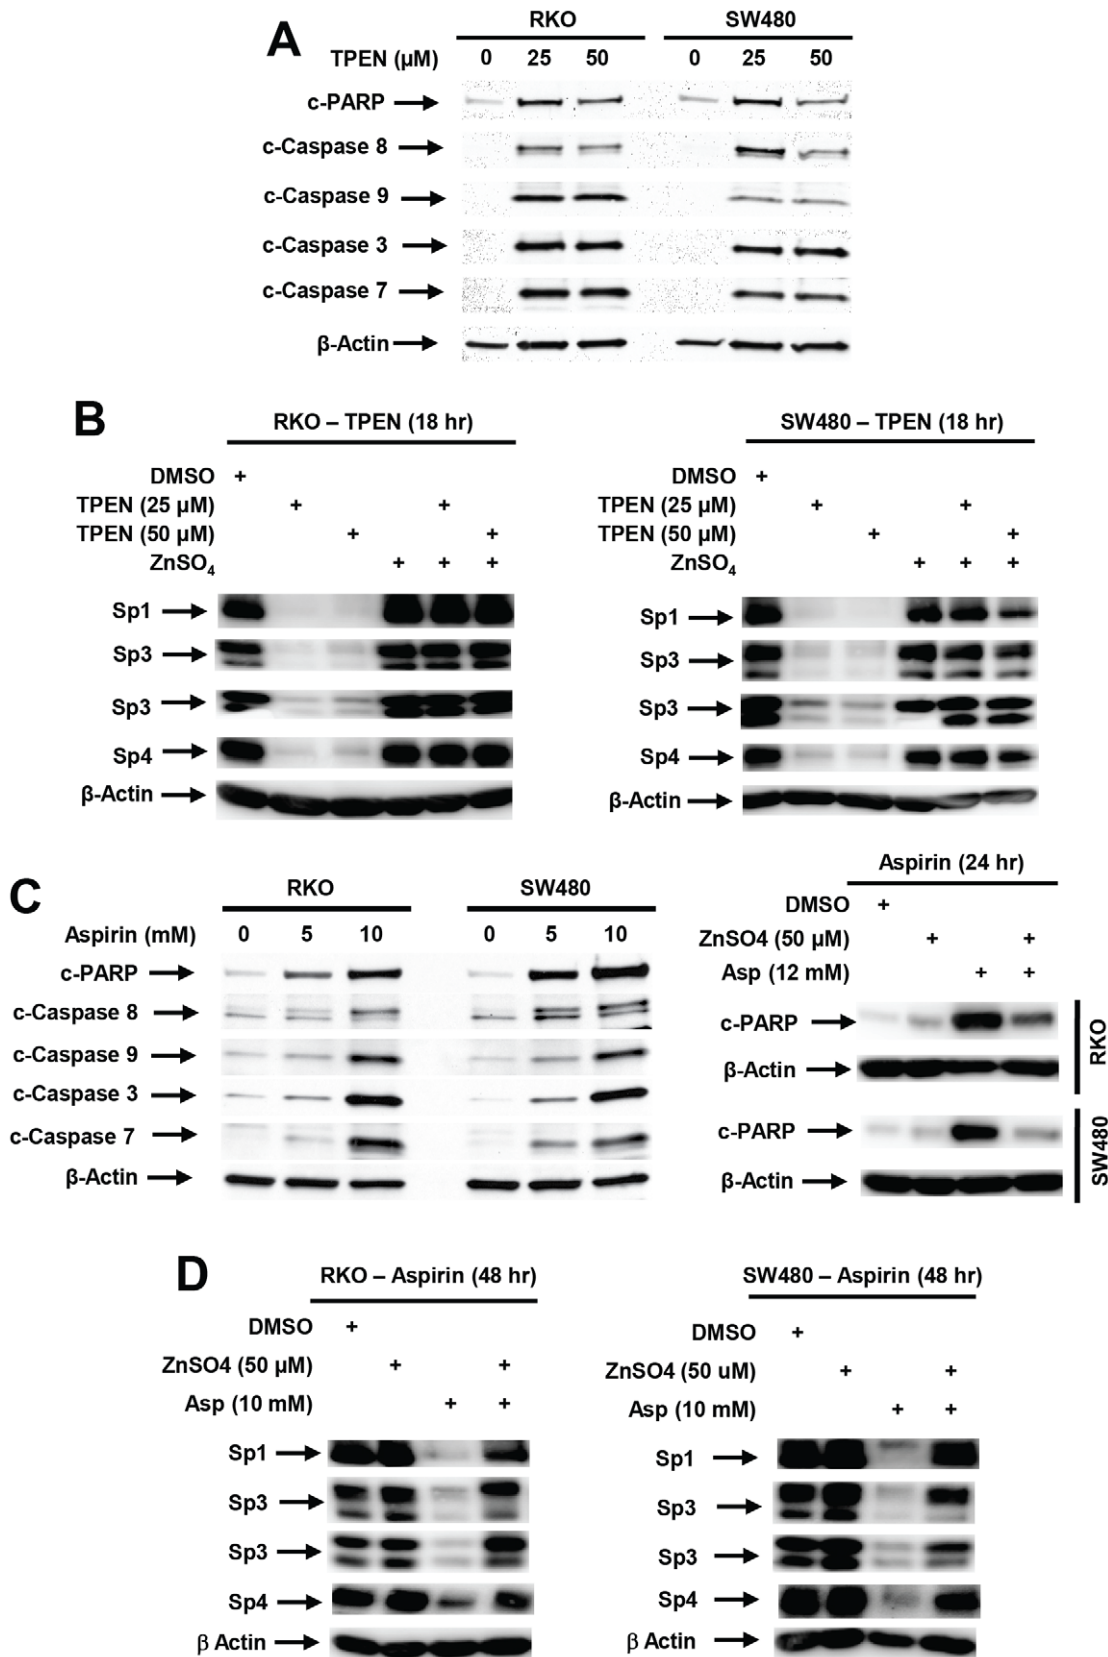 A
RKO SW480
TPEN (µM) 0 25 50 0 25 50
c-PARP
c-Caspase 8
c-Caspase 9
c-Caspase 3
c-Caspase 7
β-Actin
B
RKO – TPEN (18 hr)
DMSO +
TPEN (25 µM) + +
TPEN (50 µM) + +
ZnSO₄ + + +
Sp1
Sp3
Sp3
Sp4
β-Actin
SW480 – TPEN (18 hr)
DMSO +
TPEN (25 µM) + +
TPEN (50 µM) + +
ZnSO₄ + + +
Sp1
Sp3
Sp3
Sp4
β-Actin
C
RKO SW480
Aspirin (mM) 0 5 10 0 5 10
c-PARP
c-Caspase 8
c-Caspase 9
c-Caspase 3
c-Caspase 7
β-Actin
Aspirin (24 hr)
DMSO +
ZnSO4 (50 µM) + +
Asp (12 mM) + +
c-PARP
β-Actin
RKO
c-PARP
β-Actin
SW480
D
RKO – Aspirin (48 hr)
DMSO +
ZnSO4 (50 µM) + +
Asp (10 mM) + +
Sp1
Sp3
Sp3
Sp4
β Actin
SW480 – Aspirin (48 hr)
DMSO +
ZnSO4 (50 uM) + +
Asp (10 mM) + +
Sp1
Sp3
Sp3
Sp4
β Actin